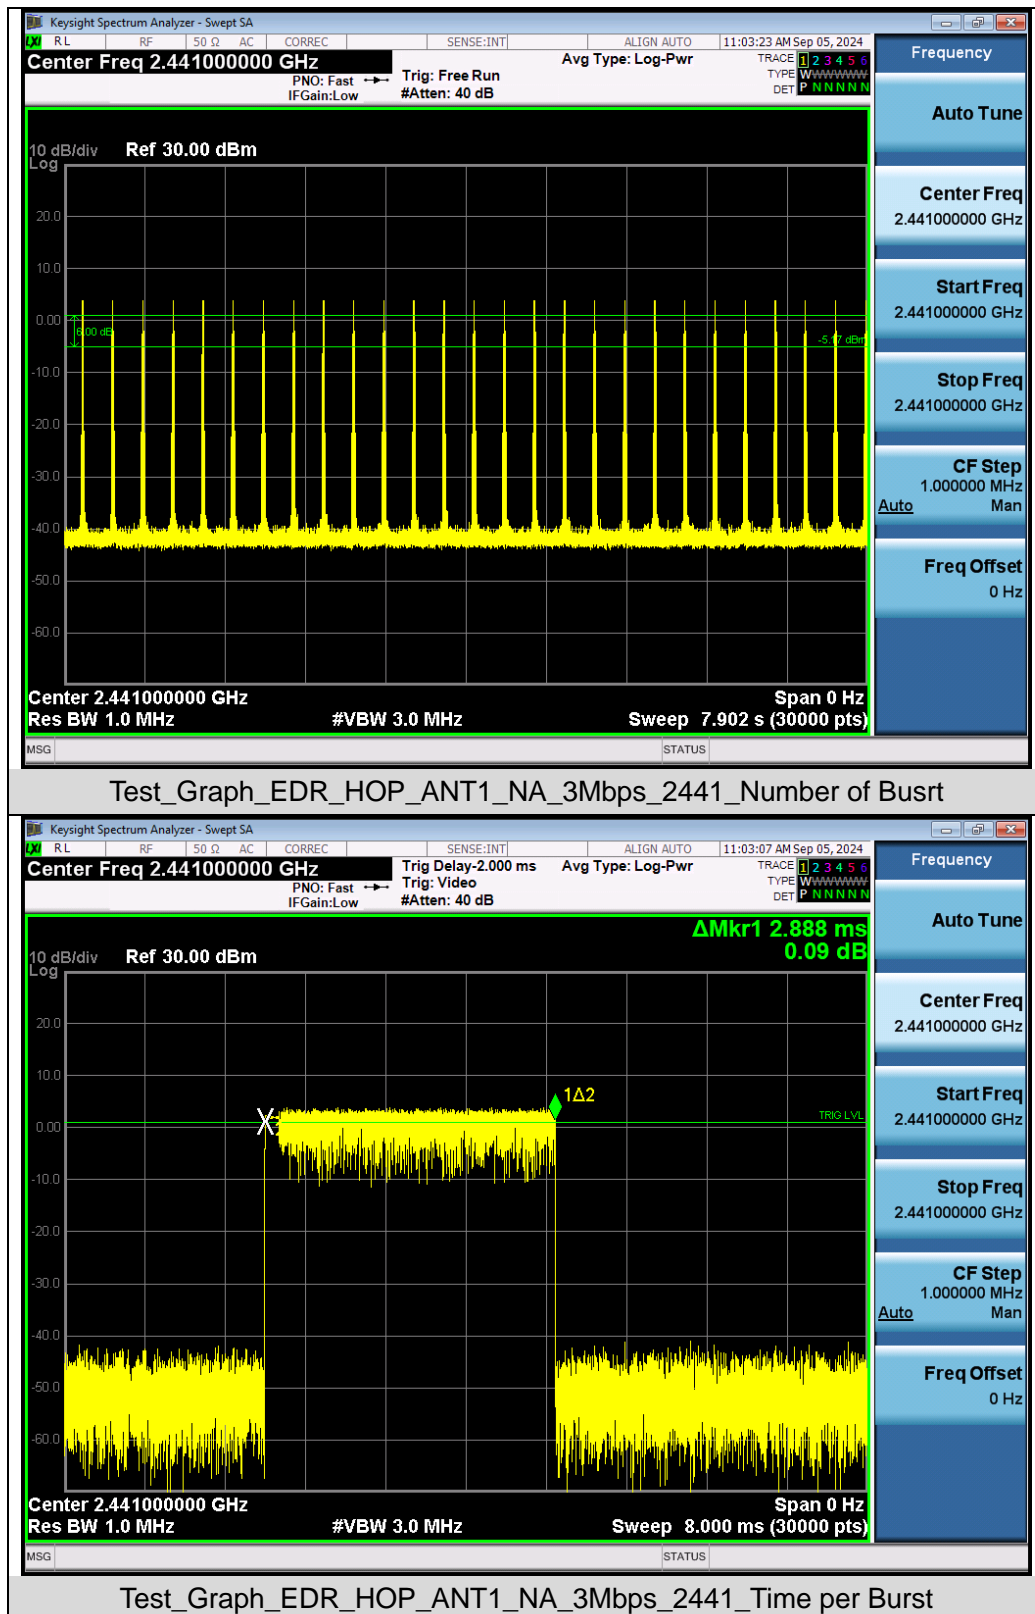 Keysight Spectrum Analyzer - Swept SA
LXI RL RF 50 Ω AC CORREC SENSE:INT ALIGN AUTO 11:03:23 AM Sep 05, 2024
Center Freq 2.441000000 GHz
PNO: Fast
IFGain:Low
Trig: Free Run
#Atten: 40 dB
Avg Type: Log-Pwr
TRACE 1 2 3 4 5 6
TYPE WWWWWW
DET P N N N N N
Frequency
Auto Tune
Center Freq
2.441000000 GHz
Start Freq
2.441000000 GHz
Stop Freq
2.441000000 GHz
CF Step
1.000000 MHz
Auto Man
Freq Offset
0 Hz
10 dB/div Ref 30.00 dBm
Log
20.0
10.0
0.00
6.00 dB
-5.17 dBm
-10.0
-20.0
-30.0
-40.0
-50.0
-60.0
Center 2.441000000 GHz Span 0 Hz
Res BW 1.0 MHz #VBW 3.0 MHz Sweep 7.902 s (30000 pts)
MSG STATUS
Test_Graph_EDR_HOP_ANT1_NA_3Mbps_2441_Number of Busrt
Keysight Spectrum Analyzer - Swept SA
LXI RL RF 50 Ω AC CORREC SENSE:INT ALIGN AUTO 11:03:07 AM Sep 05, 2024
Center Freq 2.441000000 GHz
PNO: Fast
IFGain:Low
Trig Delay-2.000 ms
Trig: Video
#Atten: 40 dB
Avg Type: Log-Pwr
TRACE 1 2 3 4 5 6
TYPE WWWWWW
DET P N N N N N
Frequency
Auto Tune
Center Freq
2.441000000 GHz
Start Freq
2.441000000 GHz
Stop Freq
2.441000000 GHz
CF Step
1.000000 MHz
Auto Man
Freq Offset
0 Hz
ΔMkr1 2.888 ms
0.09 dB
10 dB/div Ref 30.00 dBm
Log
20.0
10.0
1Δ2
TRIG LVL
0.00
-10.0
-20.0
-30.0
-40.0
-50.0
-60.0
Center 2.441000000 GHz Span 0 Hz
Res BW 1.0 MHz #VBW 3.0 MHz Sweep 8.000 ms (30000 pts)
MSG STATUS
Test_Graph_EDR_HOP_ANT1_NA_3Mbps_2441_Time per Burst